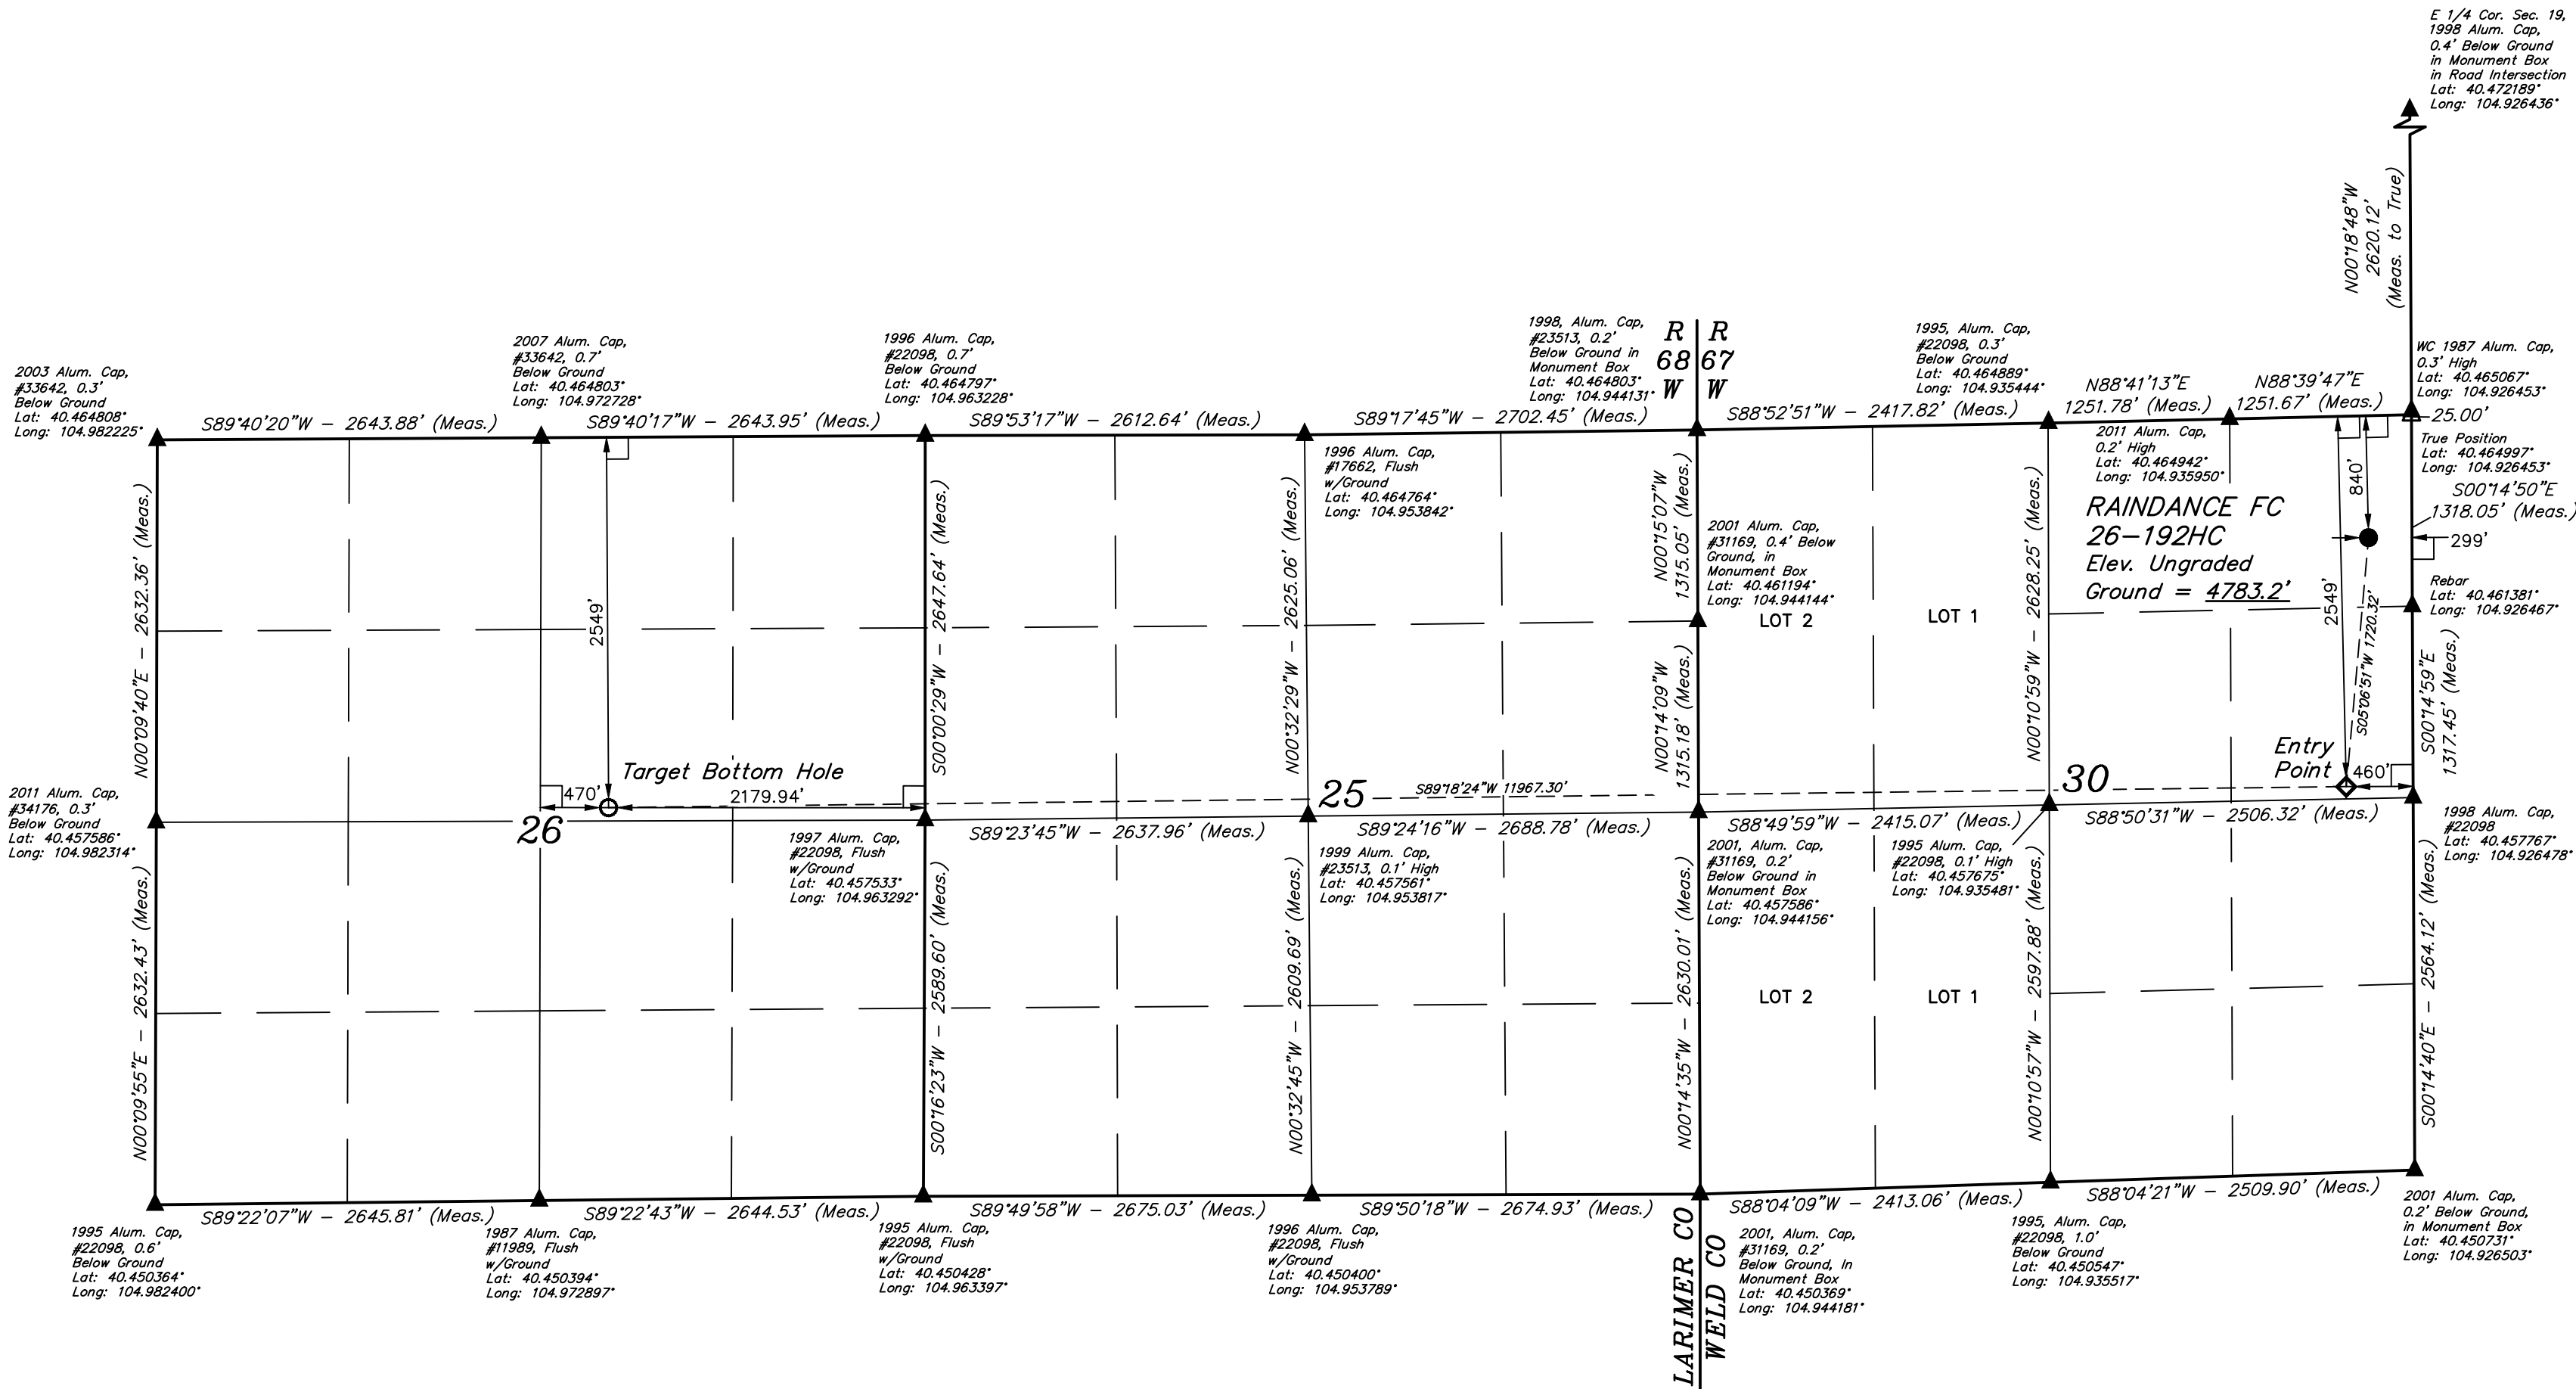 E 1/4 Cor. Sec. 19,
1998 Alum. Cap,
0.4' Below Ground
in Monument Box
in Road Intersection
Lat: 40.472189°
Long: 104.926436°
N00°18'48"W
2620.12'
(Meas. to True)
2003 Alum. Cap,
#33642, 0.3'
Below Ground
Lat: 40.464808°
Long: 104.982225°
S89°40'20"W – 2643.88' (Meas.)
2007 Alum. Cap,
#33642, 0.7'
Below Ground
Lat: 40.464803°
Long: 104.972728°
S89°40'17"W – 2643.95' (Meas.)
1996 Alum. Cap,
#22098, 0.7'
Below Ground
Lat: 40.464797°
Long: 104.963228°
S89°53'17"W – 2612.64' (Meas.)
1996 Alum. Cap,
#17662, Flush
w/Ground
Lat: 40.464764°
Long: 104.953842°
S89°17'45"W – 2702.45' (Meas.)
1998, Alum. Cap,
#23513, 0.2'
Below Ground in
Monument Box
Lat: 40.464803°
Long: 104.944131°
R R
68 67
W W
S88°52'51"W – 2417.82' (Meas.)
1995, Alum. Cap,
#22098, 0.3'
Below Ground
Lat: 40.464889°
Long: 104.935444°
N88°41'13"E
1251.78' (Meas.)
N88°39'47"E
1251.67' (Meas.)
WC 1987 Alum. Cap,
0.3' High
Lat: 40.465067°
Long: 104.926453°
25.00'
True Position
Lat: 40.464997°
Long: 104.926453°
S00°14'50"E
1318.05' (Meas.)
299'
Rebar
Lat: 40.461381°
Long: 104.926467°
2011 Alum. Cap,
0.2' High
Lat: 40.464942°
Long: 104.935950°
RAINDANCE FC
26–192HC
Elev. Ungraded
Ground = 4783.2'
840'
2549'
S05°06'51"W 1720.32'
N00°09'40"E – 2632.36' (Meas.)
2549'
S00°00'29"W – 2647.64' (Meas.)
N00°32'29"W – 2625.06' (Meas.)
N00°15'07"W
1315.05' (Meas.)
2001 Alum. Cap,
#31169, 0.4' Below
Ground, in
Monument Box
Lat: 40.461194°
Long: 104.944144°
LOT 2
LOT 1
N00°14'09"W
1315.18' (Meas.)
N00°10'59"W – 2628.25' (Meas.)
S00°14'59"E
1317.45' (Meas.)
Entry
Point
460'
Target Bottom Hole
470'
2179.94'
26
25
S89°18'24"W 11967.30'
30
2011 Alum. Cap,
#34176, 0.3'
Below Ground
Lat: 40.457586°
Long: 104.982314°
1997 Alum. Cap,
#22098, Flush
w/Ground
Lat: 40.457533°
Long: 104.963292°
S89°23'45"W – 2637.96' (Meas.)
1999 Alum. Cap,
#23513, 0.1' High
Lat: 40.457561°
Long: 104.953817°
S89°24'16"W – 2688.78' (Meas.)
2001, Alum. Cap,
#31169, 0.2'
Below Ground in
Monument Box
Lat: 40.457586°
Long: 104.944156°
S88°49'59"W – 2415.07' (Meas.)
1995 Alum. Cap,
#22098, 0.1' High
Lat: 40.457675°
Long: 104.935481°
S88°50'31"W – 2506.32' (Meas.)
1998 Alum. Cap,
#22098
Lat: 40.457767°
Long: 104.926478°
N00°09'55"E – 2632.43' (Meas.)
S00°16'23"W – 2589.60' (Meas.)
N00°32'45"W – 2609.69' (Meas.)
N00°14'35"W – 2630.01' (Meas.)
LOT 2
LOT 1
N00°10'57"W – 2597.88' (Meas.)
S00°14'40"E – 2564.12' (Meas.)
1995 Alum. Cap,
#22098, 0.6'
Below Ground
Lat: 40.450364°
Long: 104.982400°
S89°22'07"W – 2645.81' (Meas.)
1987 Alum. Cap,
#11989, Flush
w/Ground
Lat: 40.450394°
Long: 104.972897°
S89°22'43"W – 2644.53' (Meas.)
1995 Alum. Cap,
#22098, Flush
w/Ground
Lat: 40.450428°
Long: 104.963397°
S89°49'58"W – 2675.03' (Meas.)
1996 Alum. Cap,
#22098, Flush
w/Ground
Lat: 40.450400°
Long: 104.953789°
S89°50'18"W – 2674.93' (Meas.)
LARIMER CO
WELD CO
2001, Alum. Cap,
#31169, 0.2'
Below Ground, In
Monument Box
Lat: 40.450369°
Long: 104.944181°
S88°04'09"W – 2413.06' (Meas.)
1995, Alum. Cap,
#22098, 1.0'
Below Ground
Lat: 40.450547°
Long: 104.935517°
S88°04'21"W – 2509.90' (Meas.)
2001 Alum. Cap,
0.2' Below Ground,
in Monument Box
Lat: 40.450731°
Long: 104.926503°